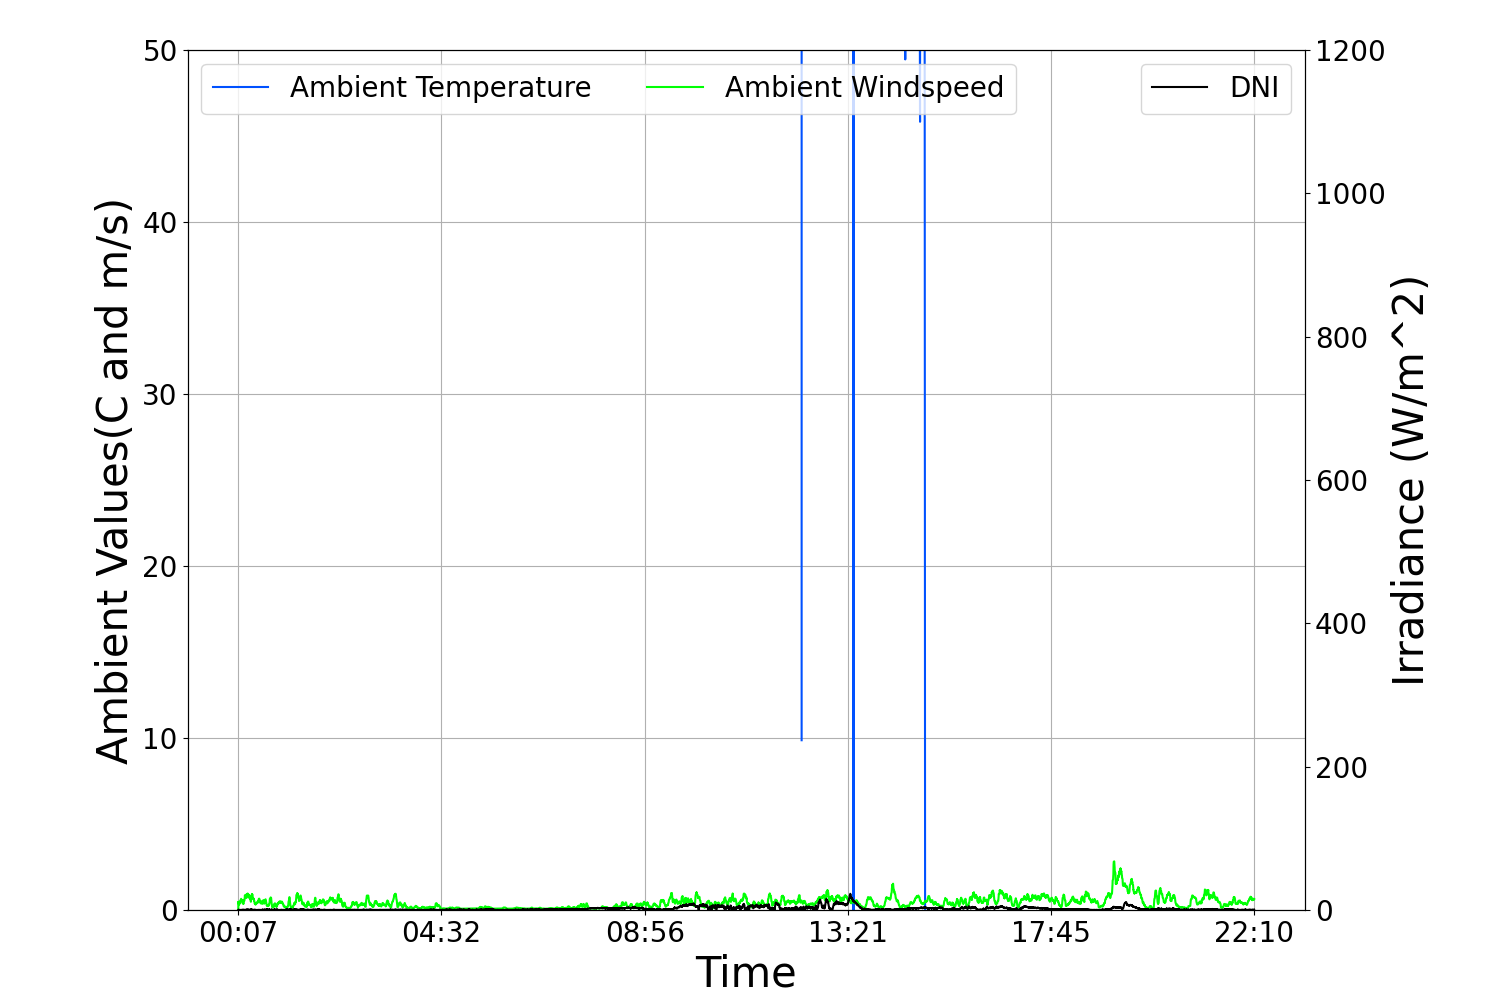 Ambient Temperature
Ambient Windspeed
DNI
50
40
30
20
10
0
Ambient Values(C and m/s)
1200
1000
800
600
400
200
0
Irradiance (W/m^2)
00:07 04:32 08:56 13:21 17:45 22:10
Time